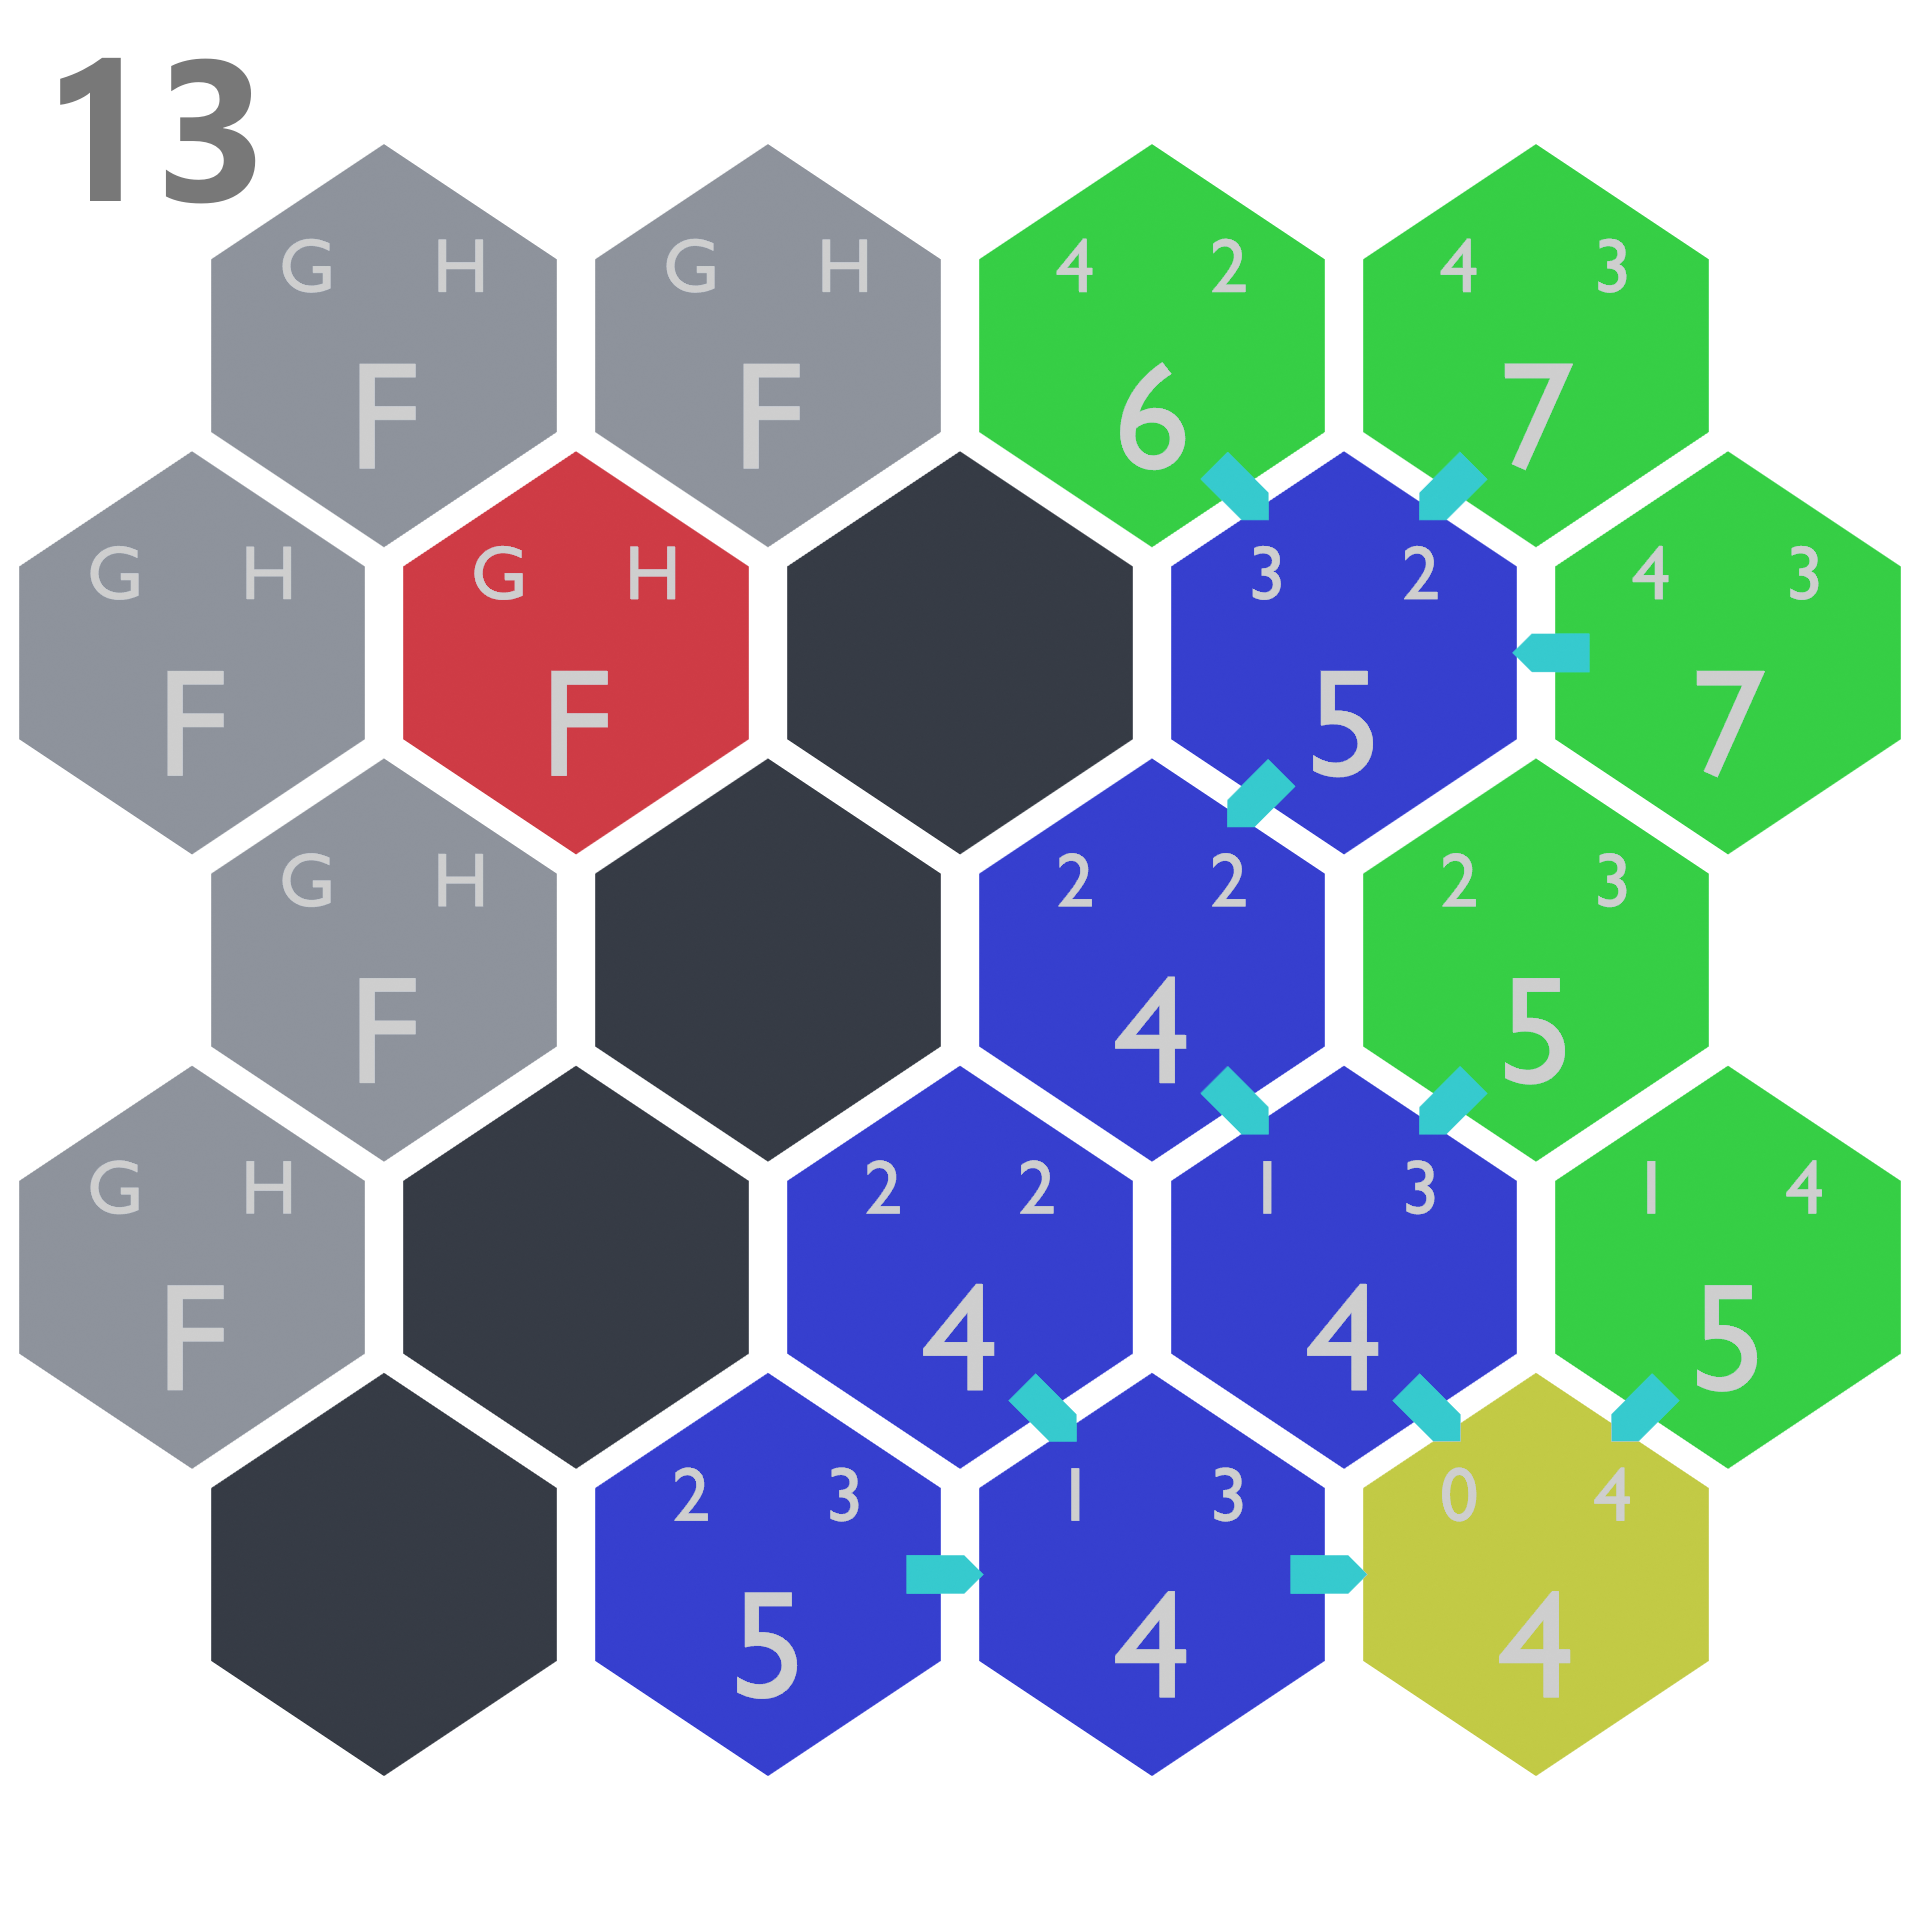 13
G H G H 4 2 4 3
F F 6 7
G H G H 3 2 4 3
F F 5 7
G H 2 2 2 3
F 4 5
G H 2 2 1 3 1 4
F 4 4 5
2 3 1 3 0 4
5 4 4